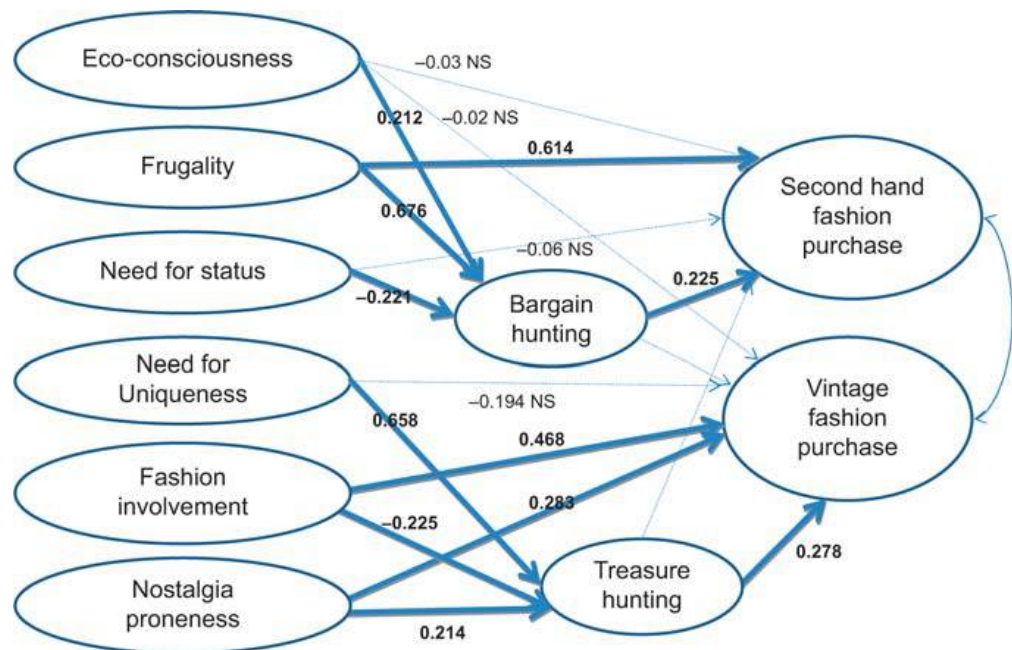 Eco-consciousness
–0.03 NS
0.212
–0.02 NS
0.614
Frugality
Second hand
fashion
purchase
0.676
–0.06 NS
Need for status
–0.221
0.225
Bargain
hunting
Need for
Uniqueness
–0.194 NS
Vintage
fashion
purchase
0.658
0.468
Fashion
involvement
0.283
–0.225
0.278
Treasure
hunting
Nostalgia
proneness
0.214